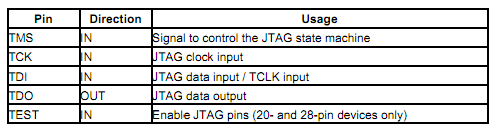 Pin Direction Usage
TMS IN Signal to control the JTAG state machine
TCK IN JTAG clock input
TDI IN JTAG data input / TCLK input
TDO OUT JTAG data output
TEST IN Enable JTAG pins (20- and 28-pin devices only)